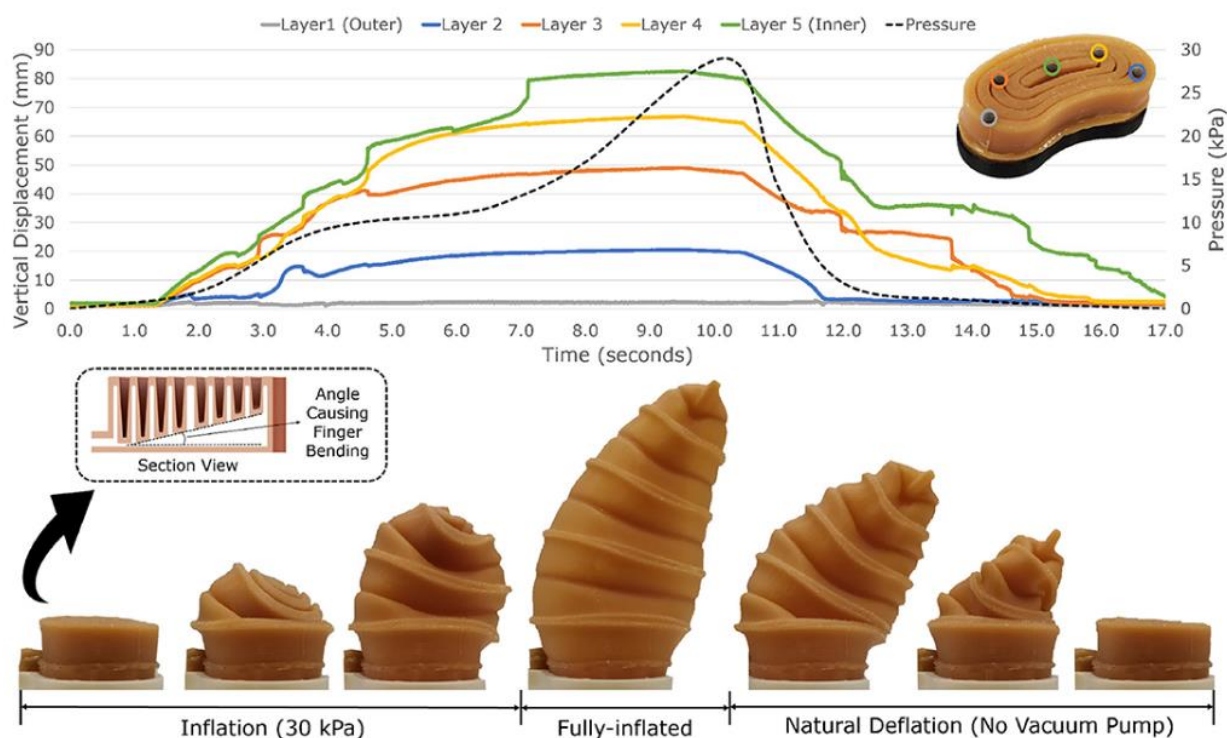 Layer1 (Outer) Layer 2 Layer 3 Layer 4 Layer 5 (Inner) Pressure
Vertical Displacement (mm)
90
80
70
60
50
40
30
20
10
0
30
25
20
15
10
5
0
Pressure (kPa)
0.0 1.0 2.0 3.0 4.0 5.0 6.0 7.0 8.0 9.0 10.0 11.0 12.0 13.0 14.0 15.0 16.0 17.0
Time (seconds)
Angle
Causing
Finger
Bending
Section View
Inflation (30 kPa) Fully-inflated Natural Deflation (No Vacuum Pump)